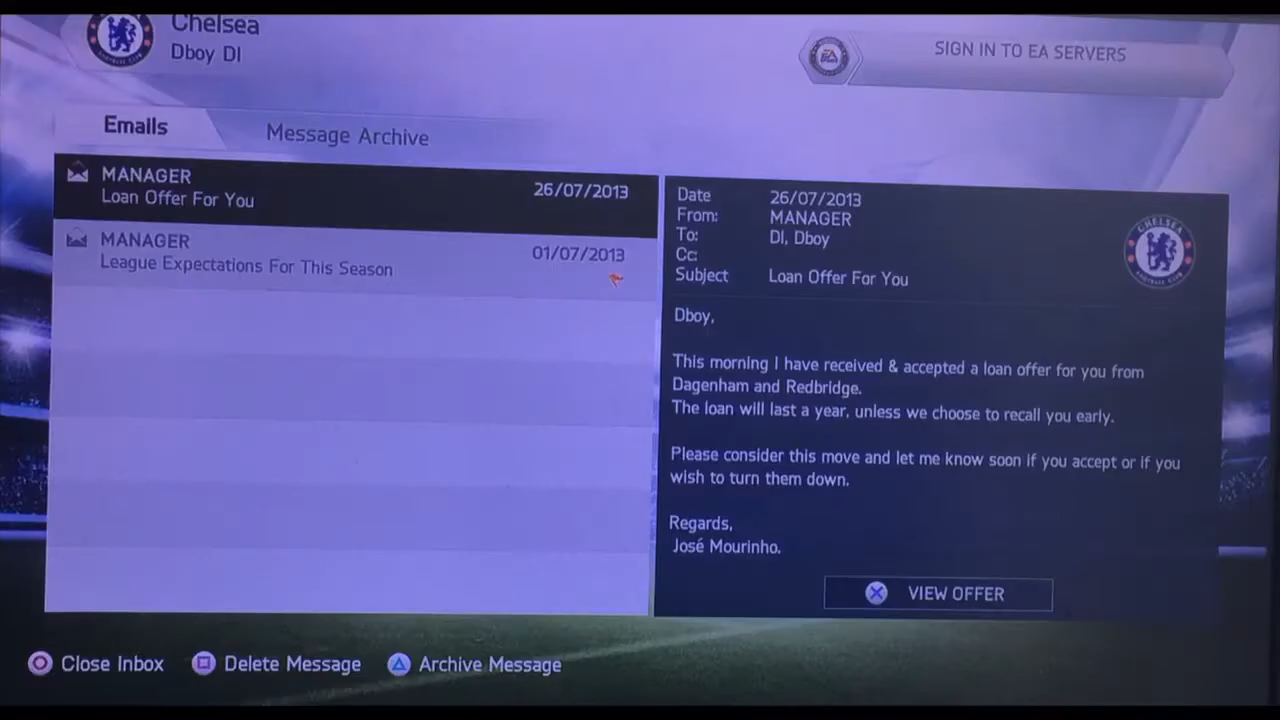 Chelsea
Dboy DI
SIGN IN TO EA SERVERS
Emails
Message Archive
MANAGER
Loan Offer For You
26/07/2013
MANAGER
League Expectations For This Season
01/07/2013
Date 26/07/2013
From: MANAGER
To: DI, Dboy
Cc:
Subject Loan Offer For You
CHELSEA
Dboy,
This morning I have received & accepted a loan offer for you from
Dagenham and Redbridge.
The loan will last a year, unless we choose to recall you early.
Please consider this move and let me know soon if you accept or if you
wish to turn them down.
Regards,
José Mourinho.
VIEW OFFER
Close Inbox
Delete Message
Archive Message